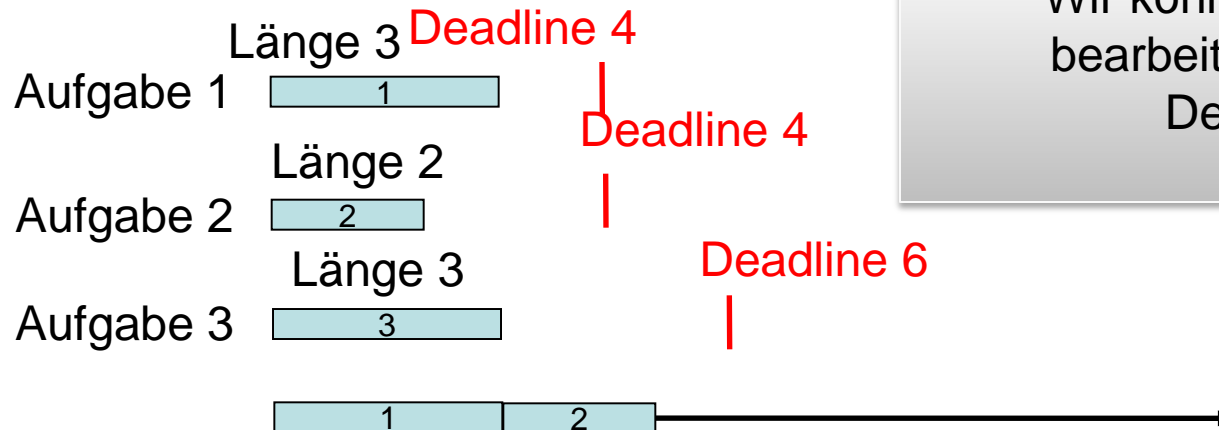 Länge 3 Deadline 4
Aufgabe 1 1
Deadline 4
Länge 2
Aufgabe 2 2
Deadline 6
Länge 3
Aufgabe 3 3
1 2
Wir
bearbeit
De